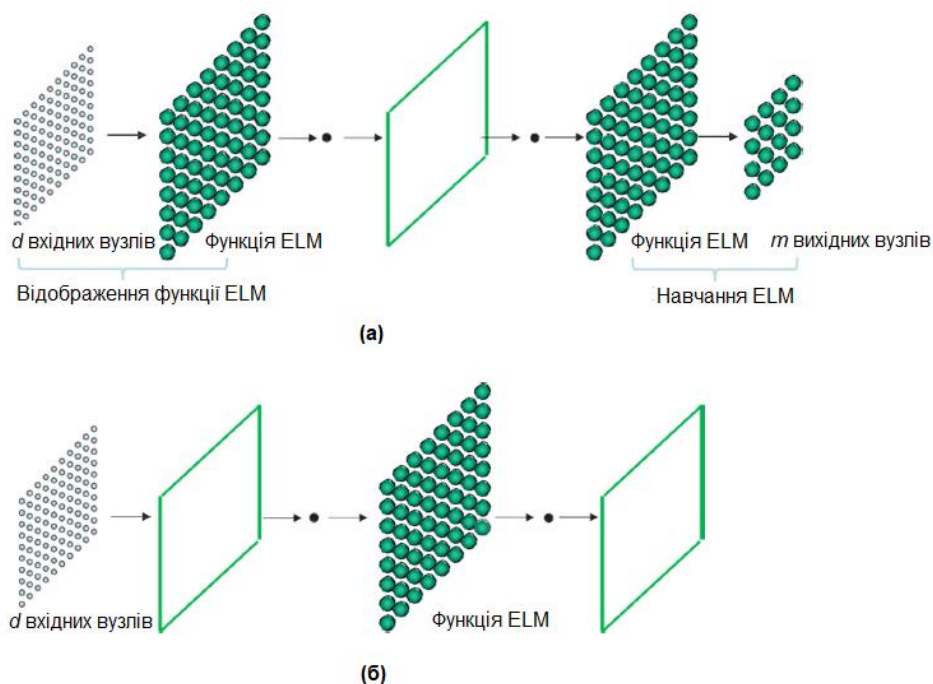 d вхідних вузлів Функція ELM Функція ELM m вихідних вузлів
Відображення функції ELM Навчання ELM
(а)
d вхідних вузлів Функція ELM
(б)